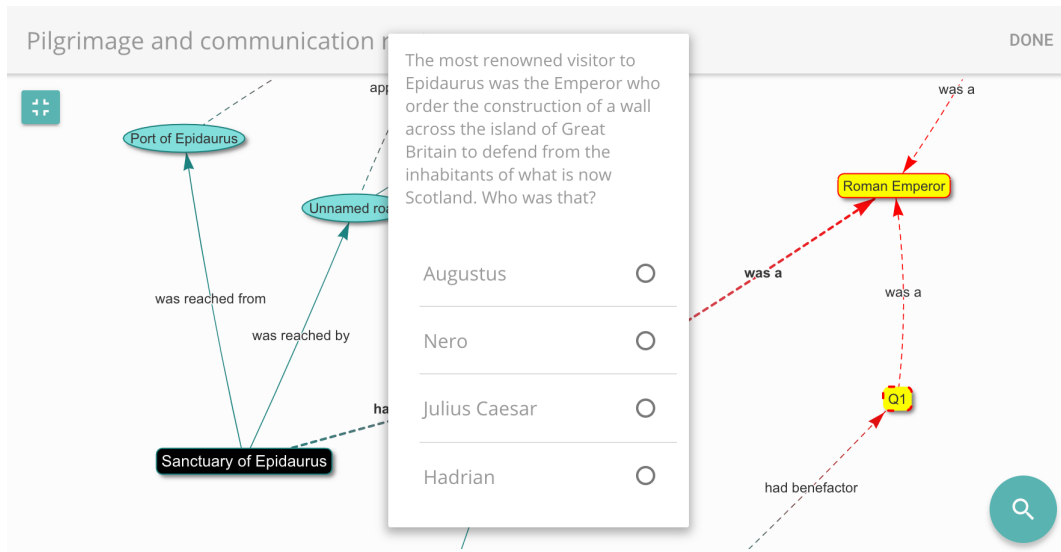 Pilgrimage and communication
DONE
The most renowned visitor to
Epidaurus was the Emperor who
order the construction of a wall
across the island of Great
Britain to defend from the
inhabitants of what is now
Scotland. Who was that?
Augustus
Nero
Julius Caesar
Hadrian
was a
Port of Epidaurus
Roman Emperor
Unnamed
was a
was a
was reached from
was reached by
Q1
Sanctuary of Epidaurus
had benefactor